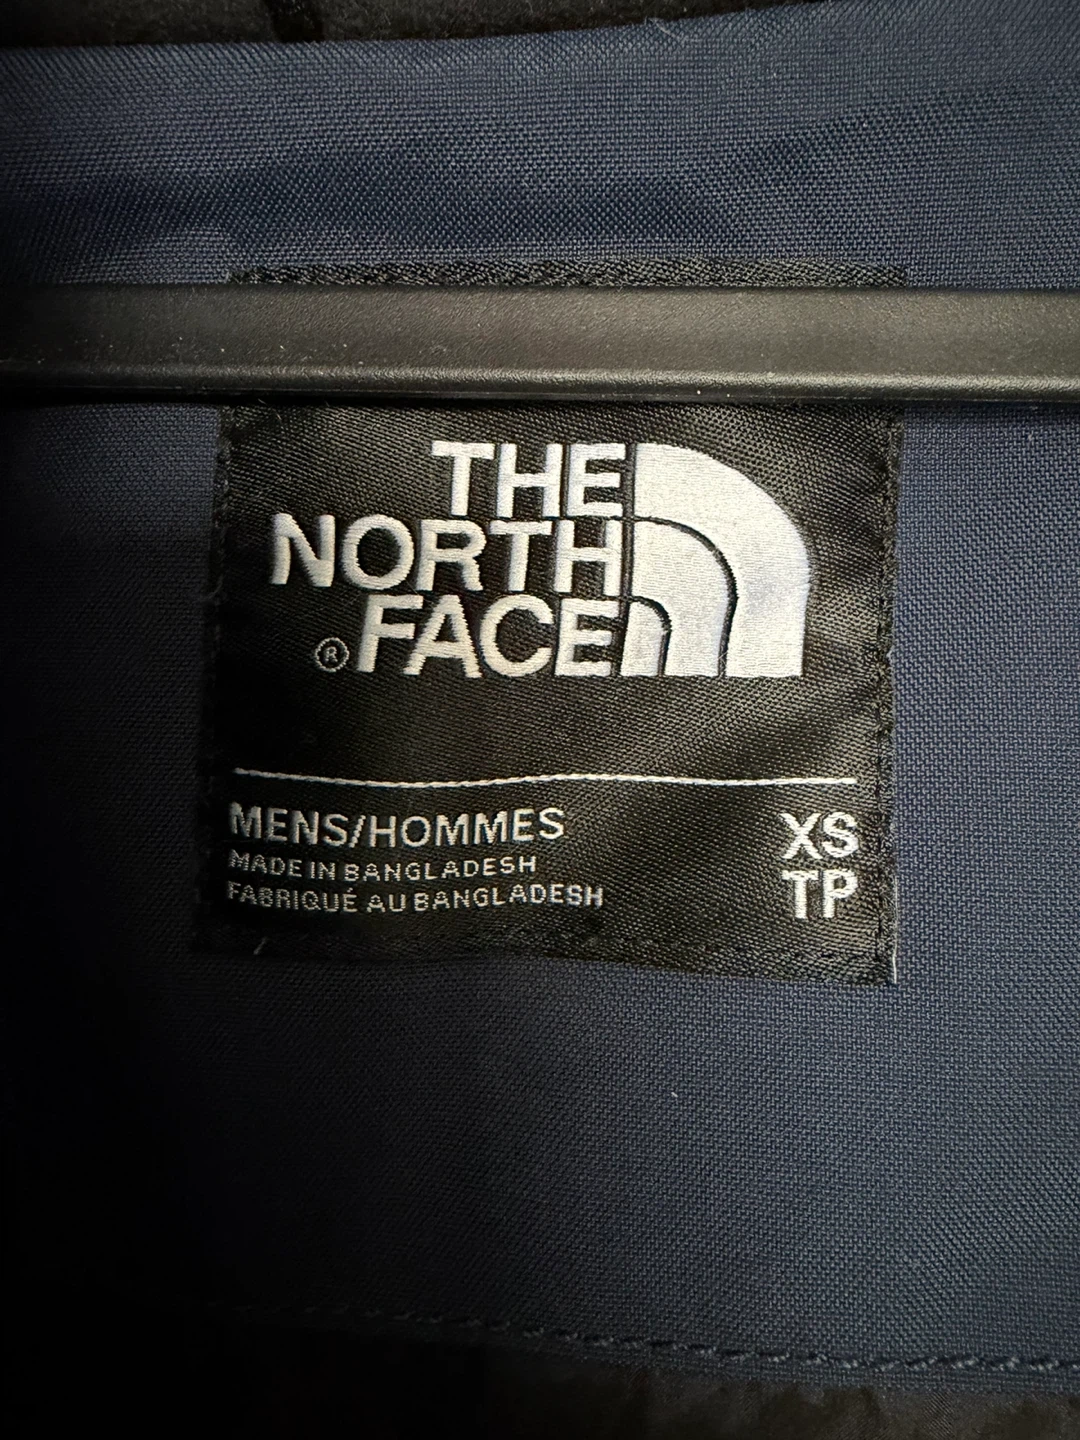 THE
NORTH
® FACE
MENS/HOMMES
MADE IN BANGLADESH
FABRIQUÉ AU BANGLADESH
XS
TP